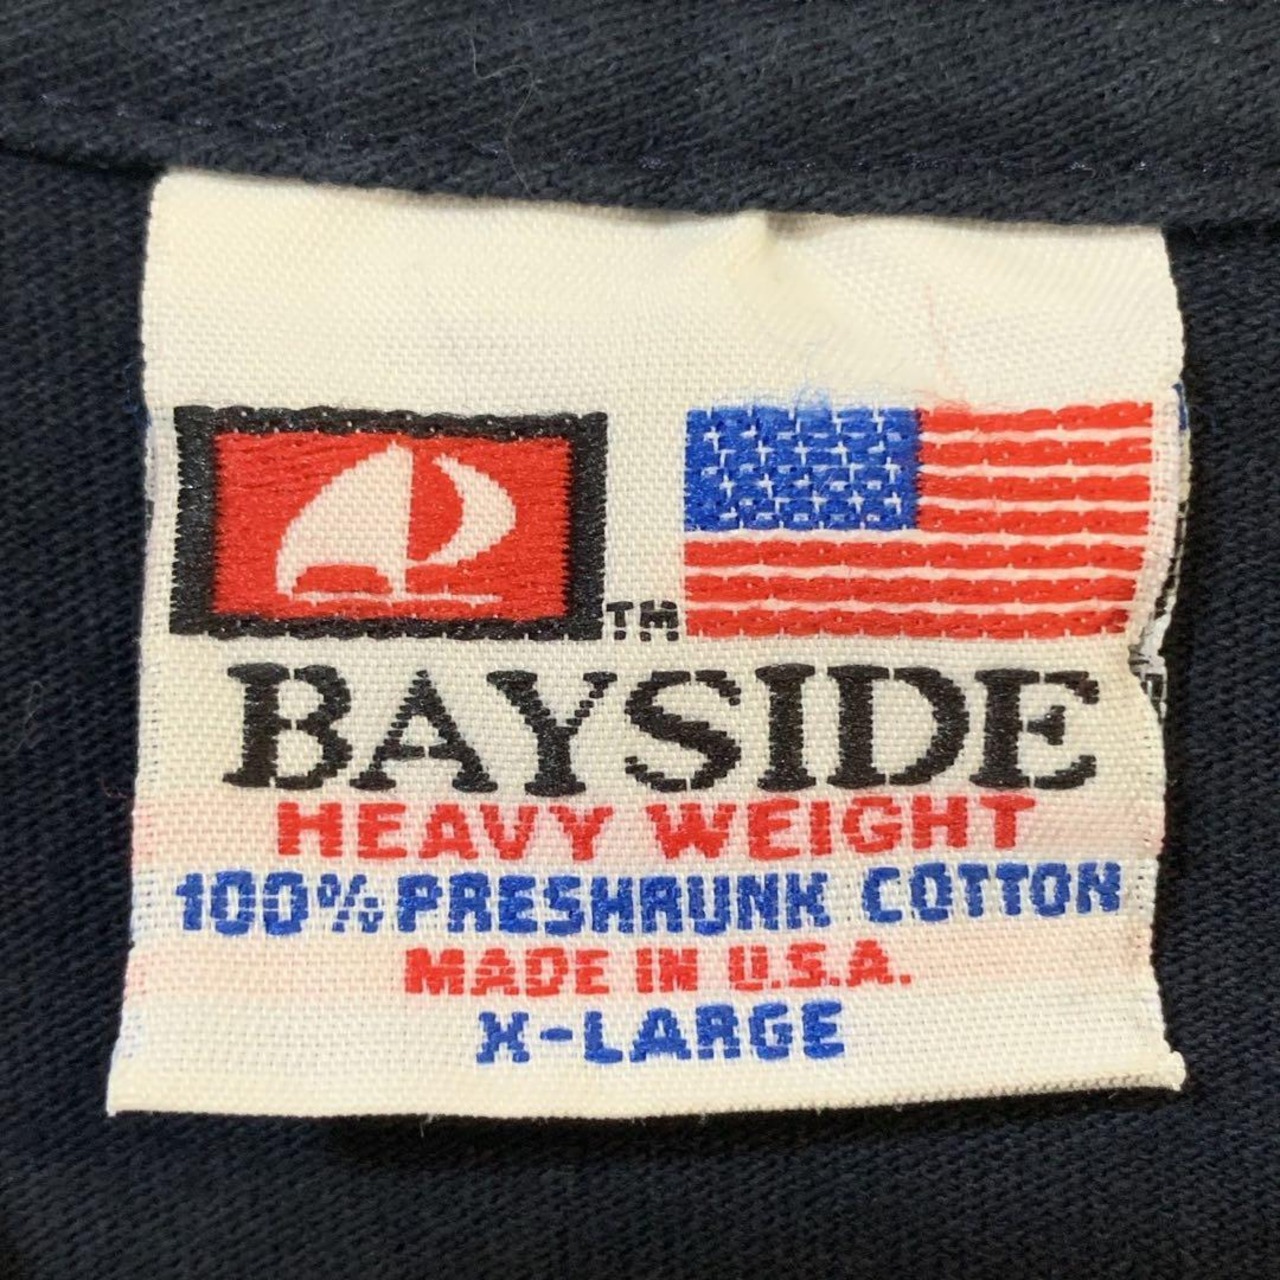 TM
BAYSIDE
HEAVY WEIGHT
100% PRESHRUNK COTTON
MADE IN U.S.A.
X-LARGE